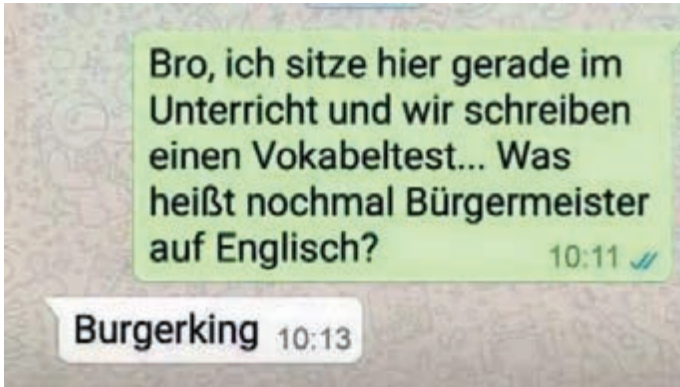 Bro, ich sitze hier gerade im
Unterricht und wir schreiben
einen Vokabeltest... Was
heißt nochmal Bürgermeister
auf Englisch? 10:11
Burgerking 10:13